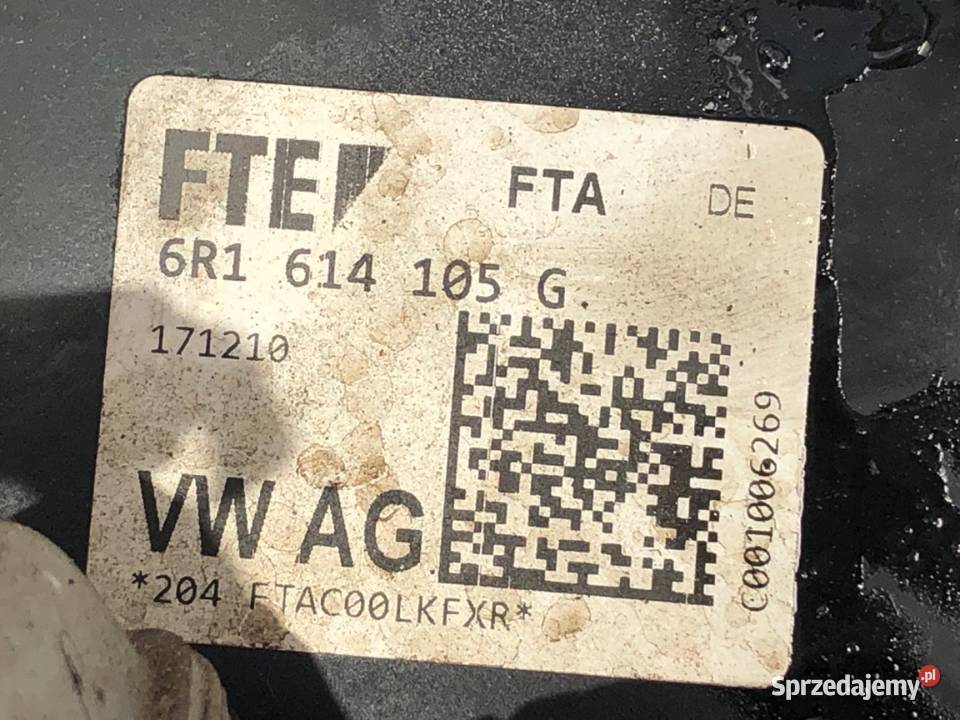 FTE FTA DE
6R1 614 105 G
171210
VW AG
*204 FTAC00LKFXR*
C001006269
Sprzedajemy.pl